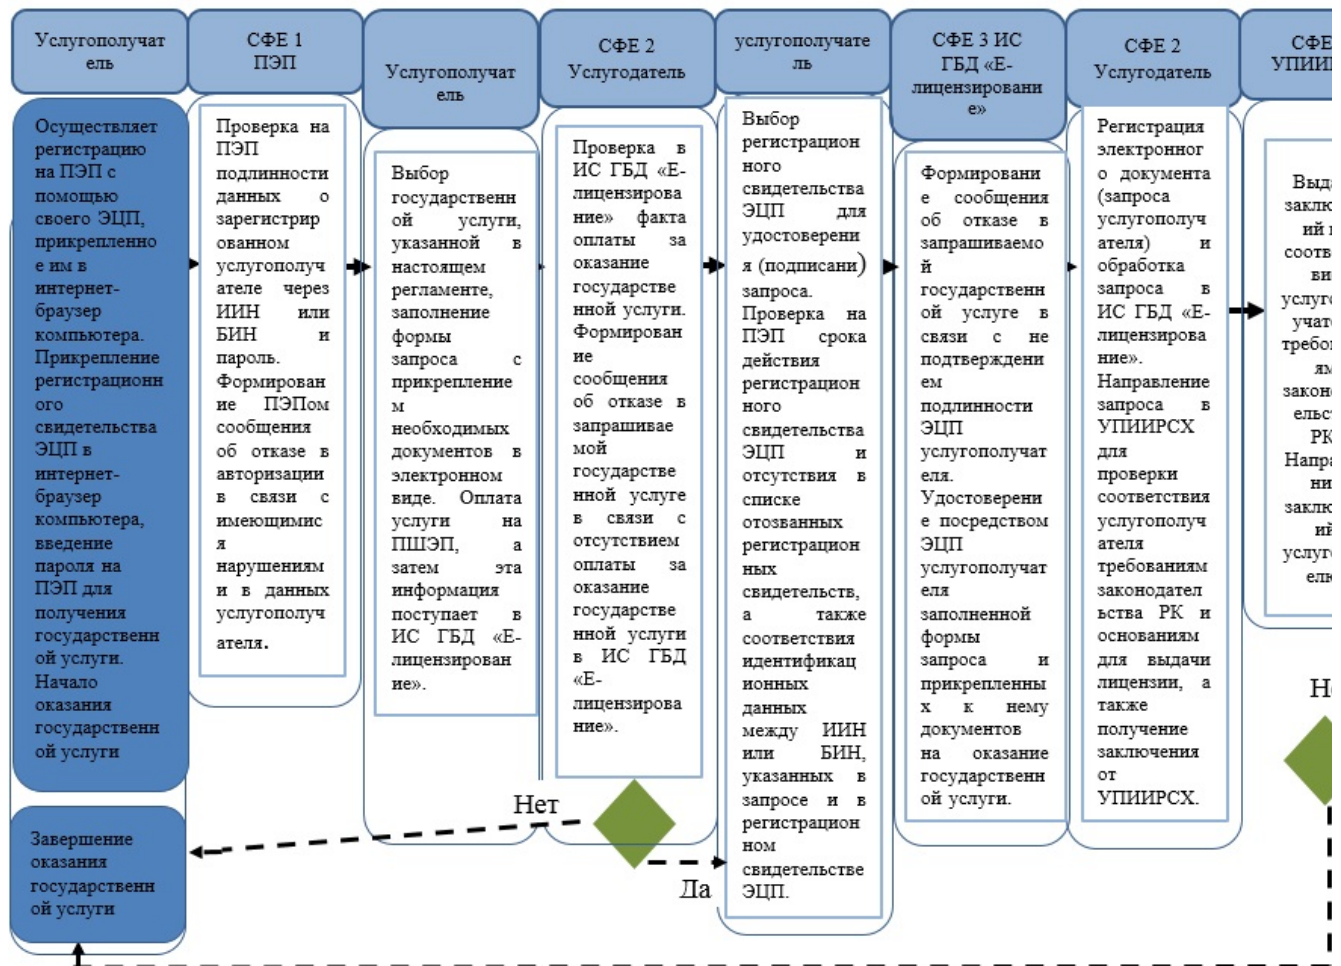 Услугополучат
ель
Осуществляет
регистрацию
на ПЭП с
помощью
своего ЭЦП,
прикрепленно
е им в
интернет-
браузер
компьютера.
Прикрепление
регистрационн
ого
свидетельства
ЭЦП в
интернет-
браузер
компьютера,
введение
пароля на
ПЭП для
получения
государственн
ой услуги.
Начало
оказания
государственн
ой услуги
Завершение
оказания
государственн
ой услуги
СФЕ 1
ПЭП
Проверка на
ПЭП
подлинности
данных о
зарегистрир
ованном
услугополуч
ателе через
ИИН или
БИН и
пароль.
Формирован
ие ПЭПом
сообщения
об отказе в
авторизации
в связи с
имеющимис
я
нарушениям
и в данных
услугополуч
ателя.
Услугополучат
ель
Выбор
государственн
ой услуги,
указанной в
настоящем
регламенте,
заполнение
формы
запроса с
прикрепление
м
необходимых
документов в
электронном
виде. Оплата
услуги на
ПШЭП, а
затем эта
информация
поступает в
ИС ГБД «Е-
лицензирован
ие».
СФЕ 2
Услугодатель
Проверка в
ИС ГБД «Е-
лицензирова
ние» факта
оплаты за
оказание
государстве
нной услуги.
Формирован
ие
сообщения
об отказе в
запрашивае
мой
государстве
нной услуге
в связи с
отсутствием
оплаты за
оказание
государстве
нной услуги
в ИС ГБД
«Е-
лицензирова
ние».
Нет
Да
услугополучате
ль
Выбор
регистрацион
ного
свидетельства
ЭЦП для
удостоверени
я (подписани)
запроса.
Проверка на
ПЭП срока
действия
регистрацион
ного
свидетельства
ЭЦП и
отсутствия в
списке
отозванных
регистрацион
ных
свидетельств,
а также
соответствия
идентификац
ионных
данных
между ИИН
или БИН,
указанных в
запросе и в
регистрацион
ном
свидетельстве
ЭЦП.
СФЕ 3 ИС
ГБД «Е-
лицензировани
е»
Формировани
е сообщения
об отказе в
запрашиваемо
й
государственн
ой услуге в
связи с не
подтверждени
ем
подлинности
ЭЦП
услугополучат
еля.
Удостоверени
е посредством
ЭЦП
услугополучат
еля
заполненной
формы
запроса и
прикрепленны
х к нему
документов
на оказание
государственн
ой услуги.
СФЕ 2
Услугодатель
Регистрация
электронног
о документа
(запроса
услугополуч
ателя) и
обработка
запроса в
ИС ГБД «Е-
лицензирова
ние».
Направление
запроса в
УПИИРСХ
для
проверки
соответствия
услугополуч
ателя
требованиям
законодател
ьства РК и
основаниям
для выдачи
лицензии, а
также
получение
заключения
от
УПИИРСХ.
СФЕ